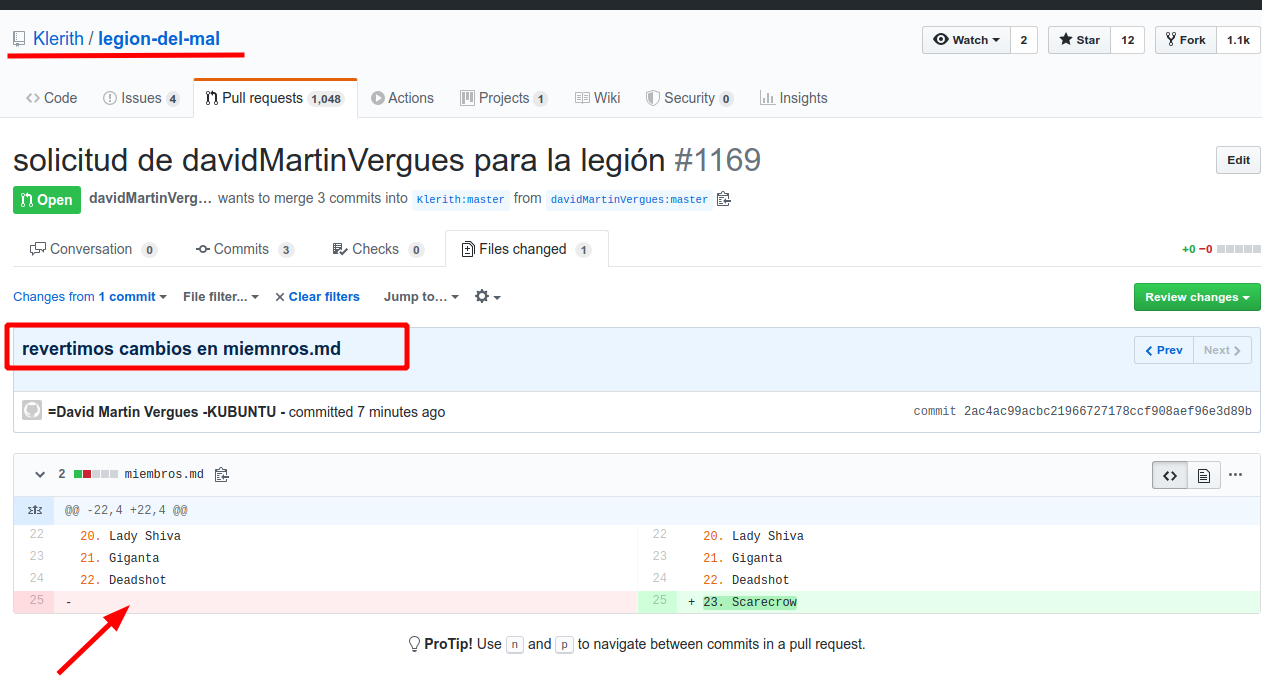 Klerith / legion-del-mal
Watch 2 Star 12 Fork 1.1k
Code Issues 4 Pull requests 1,048 Actions Projects 1 Wiki Security 0 Insights
solicitud de davidMartinVergues para la legión #1169
Edit
Open davidMartinVerg... wants to merge 3 commits into Klerith:master from davidMartinVergues:master
Conversation 0 Commits 3 Checks 0 Files changed 1 +0 −0
Changes from 1 commit File filter... Clear filters Jump to...
Review changes
revertimos cambios en miemnros.md
Prev Next
=David Martin Vergues -KUBUNTU - committed 7 minutes ago commit 2ac4ac99acbc21966727178ccf908aef96e3d89b
2 miembros.md
@@ -22,4 +22,4 @@
22 20. Lady Shiva 22 20. Lady Shiva
23 21. Giganta 23 21. Giganta
24 22. Deadshot 24 22. Deadshot
25 - 25 + 23. Scarecrow
ProTip! Use n and p to navigate between commits in a pull request.